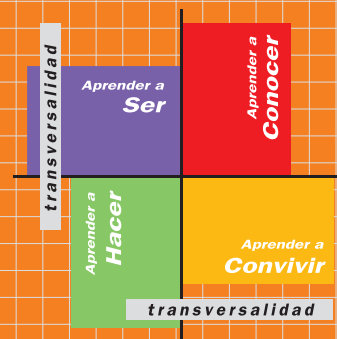 transversalidad
Aprender a
Ser
Aprender a
Conocer
Aprender a
Hacer
Aprender a
Convivir
transversalidad